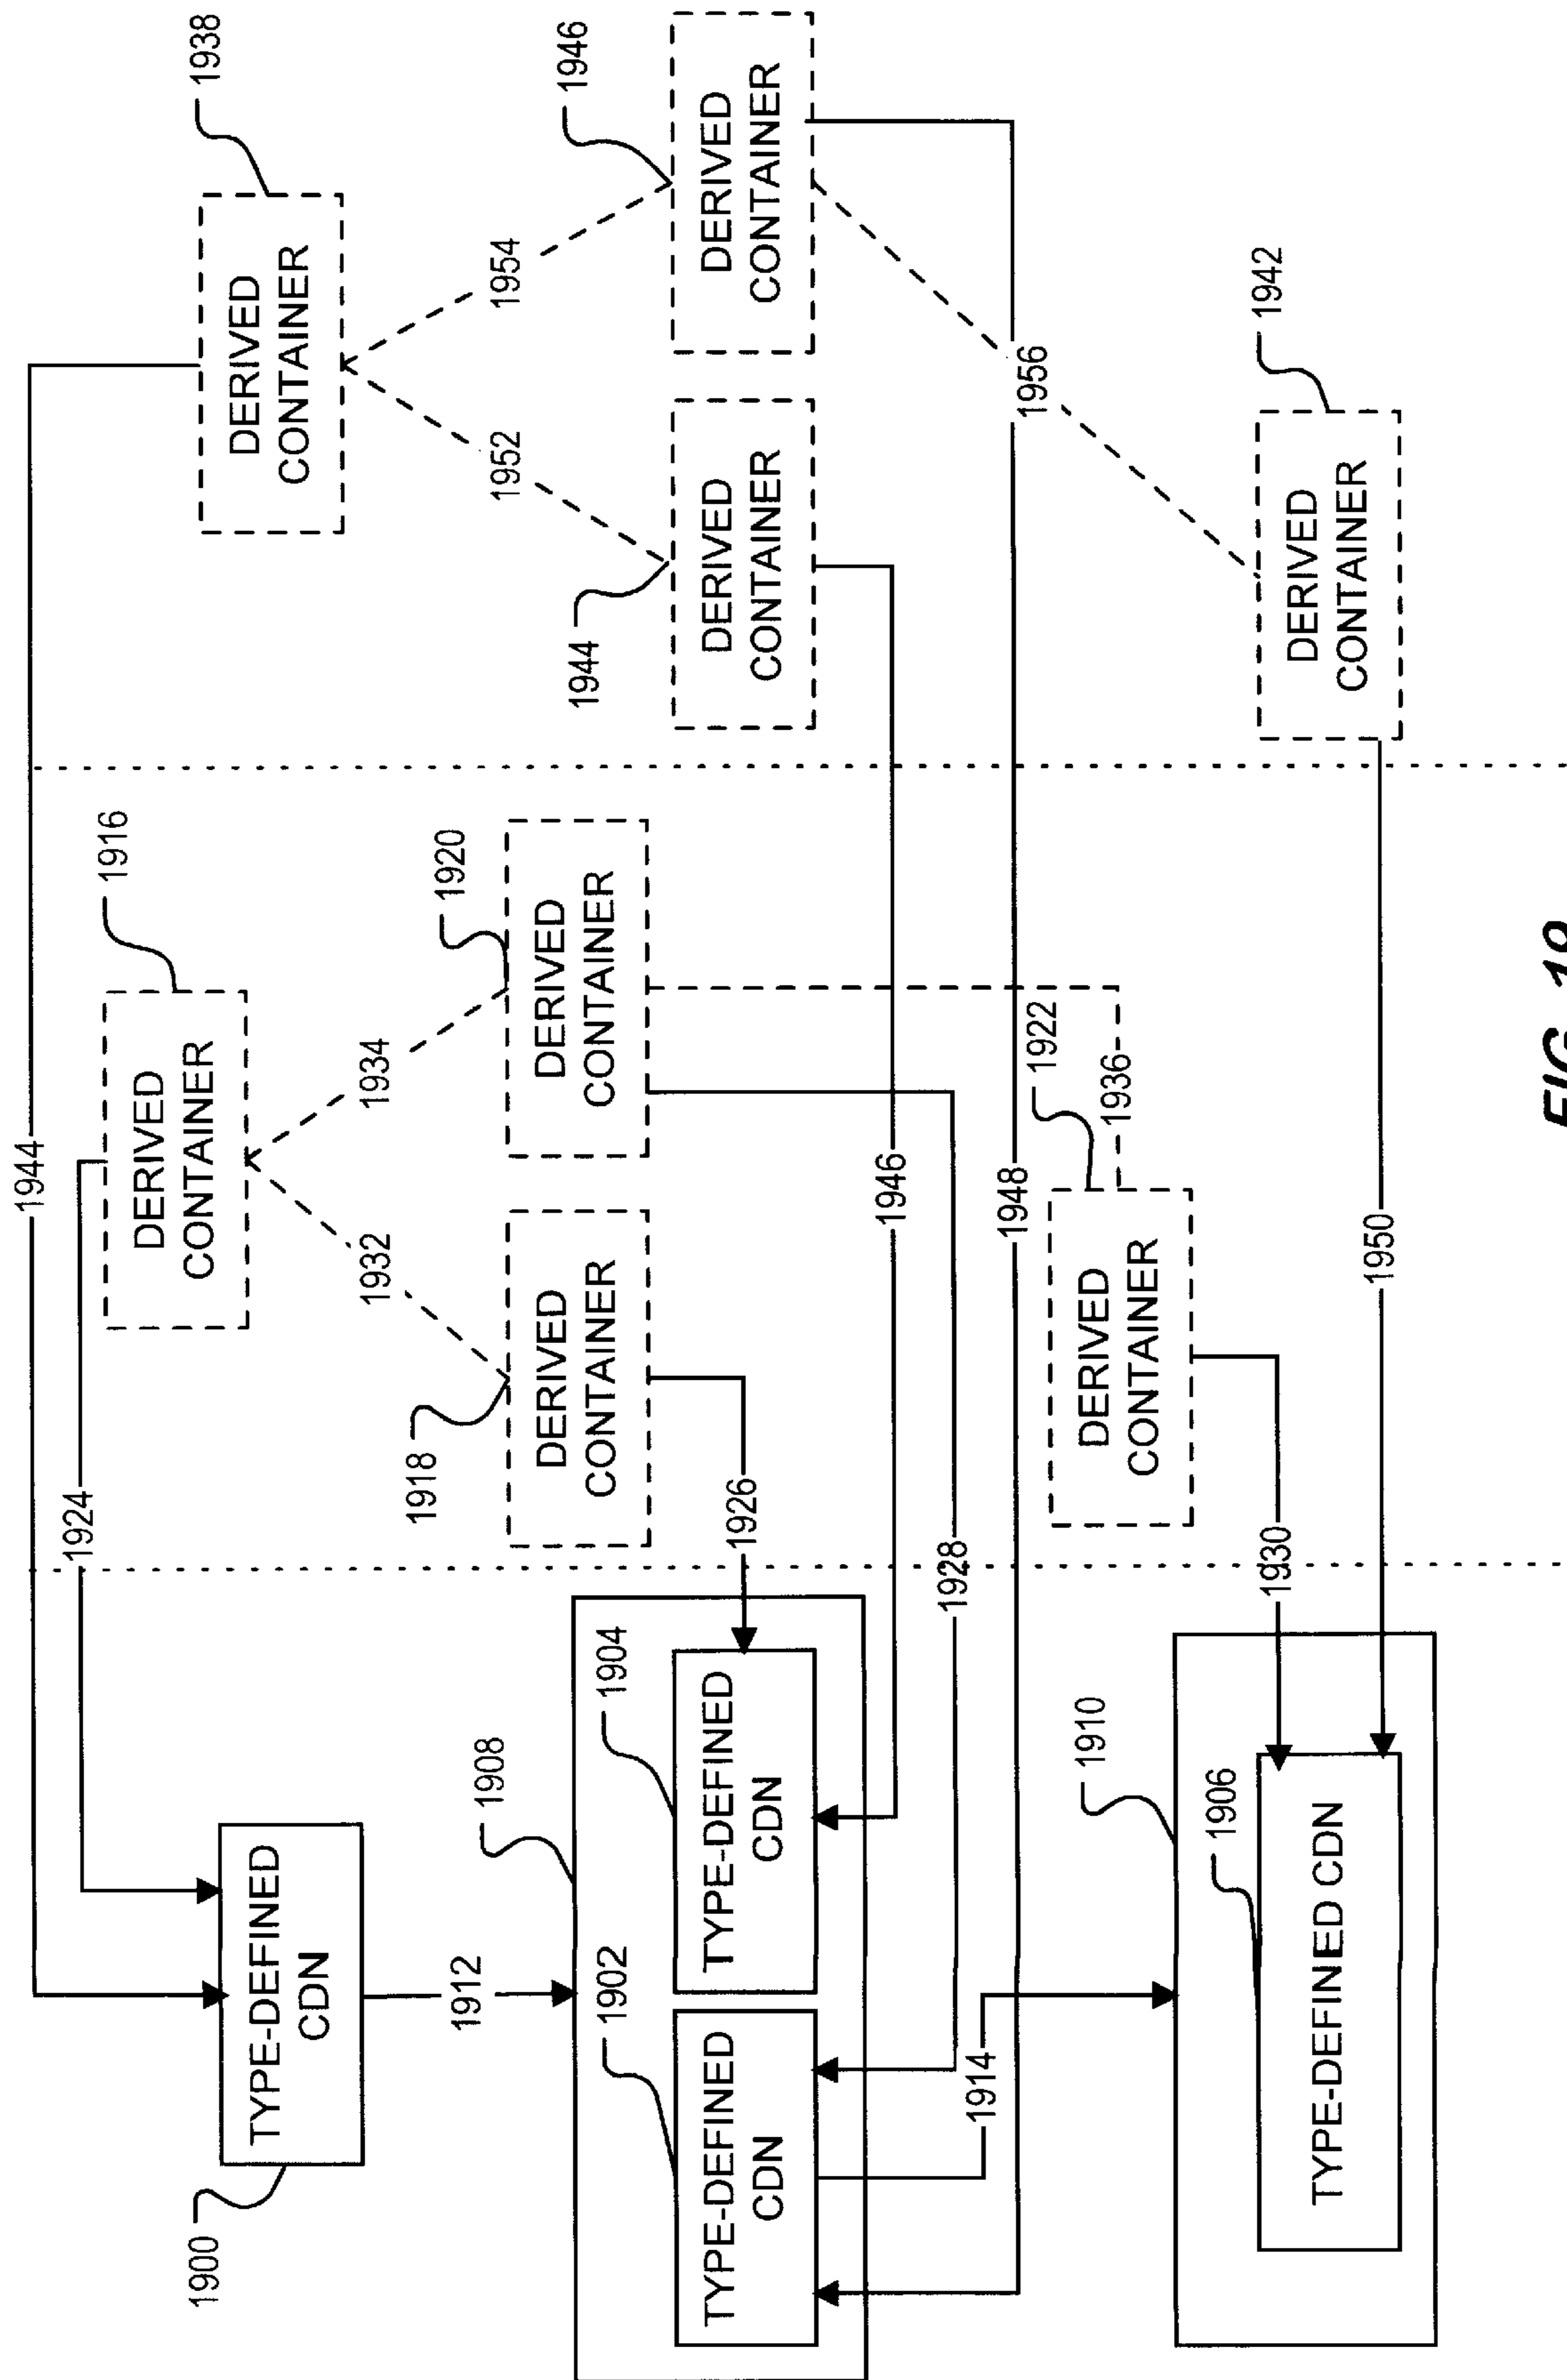 1944
1924
1900
TYPE-DEFINED
CDN
1912
DERIVED
CONTAINER
1916
DERIVED
CONTAINER
1938
1932
1934
1952
1954
1908
1918
1920
1944
1946
1902
1904
DERIVED
CONTAINER
DERIVED
CONTAINER
TYPE-DEFINED
CDN
TYPE-DEFINED
CDN
1926
DERIVED
CONTAINER
DERIVED
CONTAINER
1946
1928
1914
1948
1956
1922
1936
1910
1906
DERIVED
CONTAINER
1942
1930
TYPE-DEFINED CDN
DERIVED
CONTAINER
1950
FIG. 19